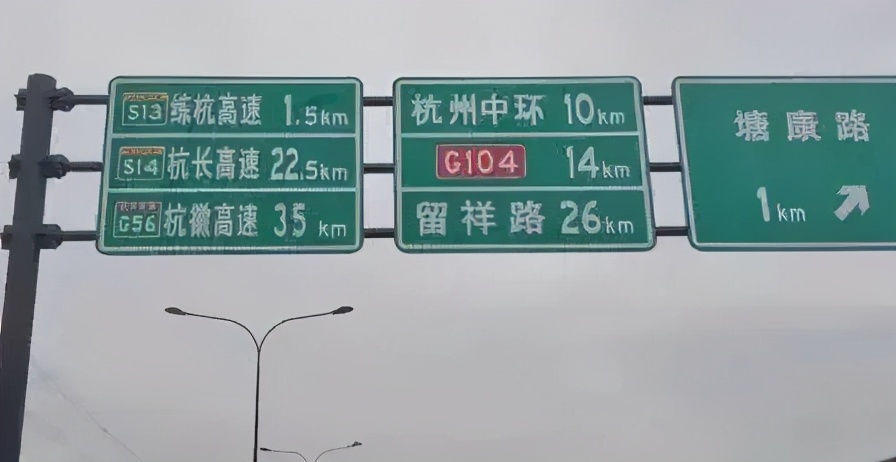 S13 练杭高速 1.5km
S14 杭长高速 22.5km
G56 杭徽高速 35 km
杭州中环 10km
G104 14km
留祥路 26km
塘康路
1km